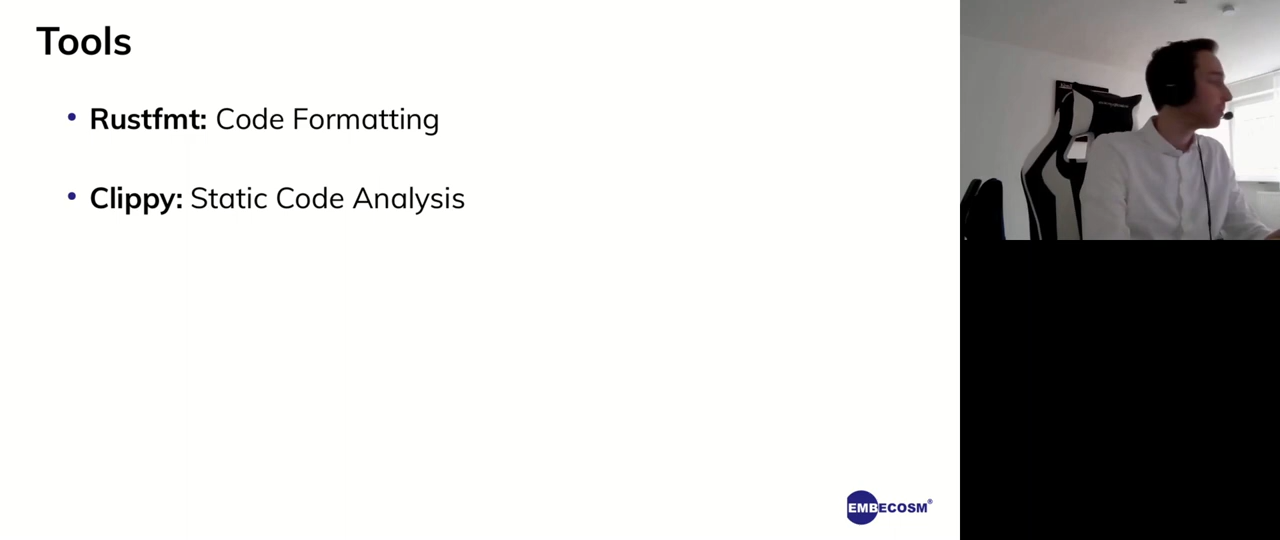 Tools
• Rustfmt: Code Formatting
• Clippy: Static Code Analysis
EMBECOSM®